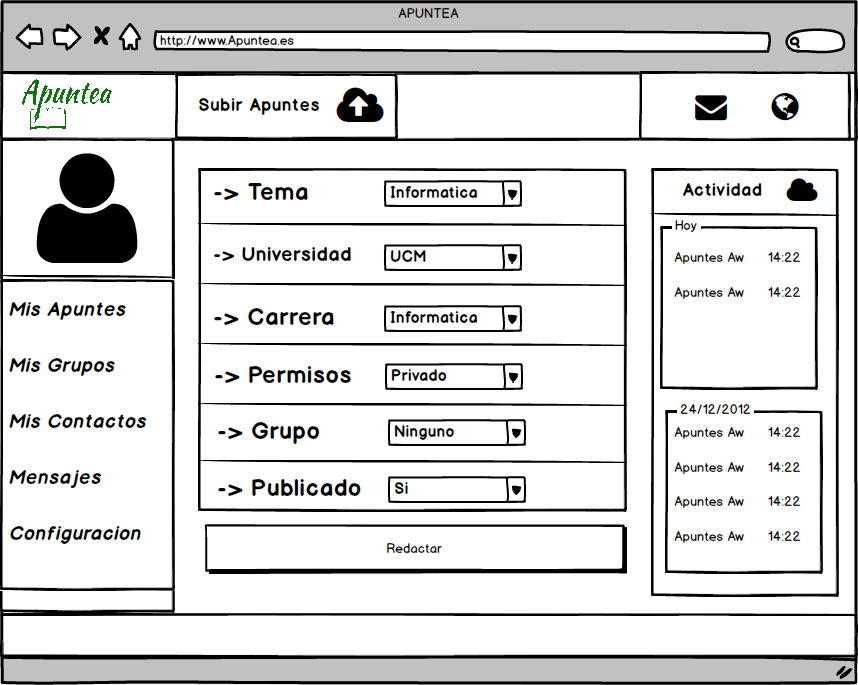 APUNTEA
http://www.Apuntea.es
Apuntea
Subir Apuntes
-> Tema
Informatica
-> Universidad
UCM
-> Carrera
Informatica
-> Permisos
Privado
-> Grupo
Ninguno
-> Publicado
Si
Redactar
Mis Apuntes
Mis Grupos
Mis Contactos
Mensajes
Configuracion
Actividad
Hoy
Apuntes Aw 14:22
Apuntes Aw 14:22
24/12/2012
Apuntes Aw 14:22
Apuntes Aw 14:22
Apuntes Aw 14:22
Apuntes Aw 14:22